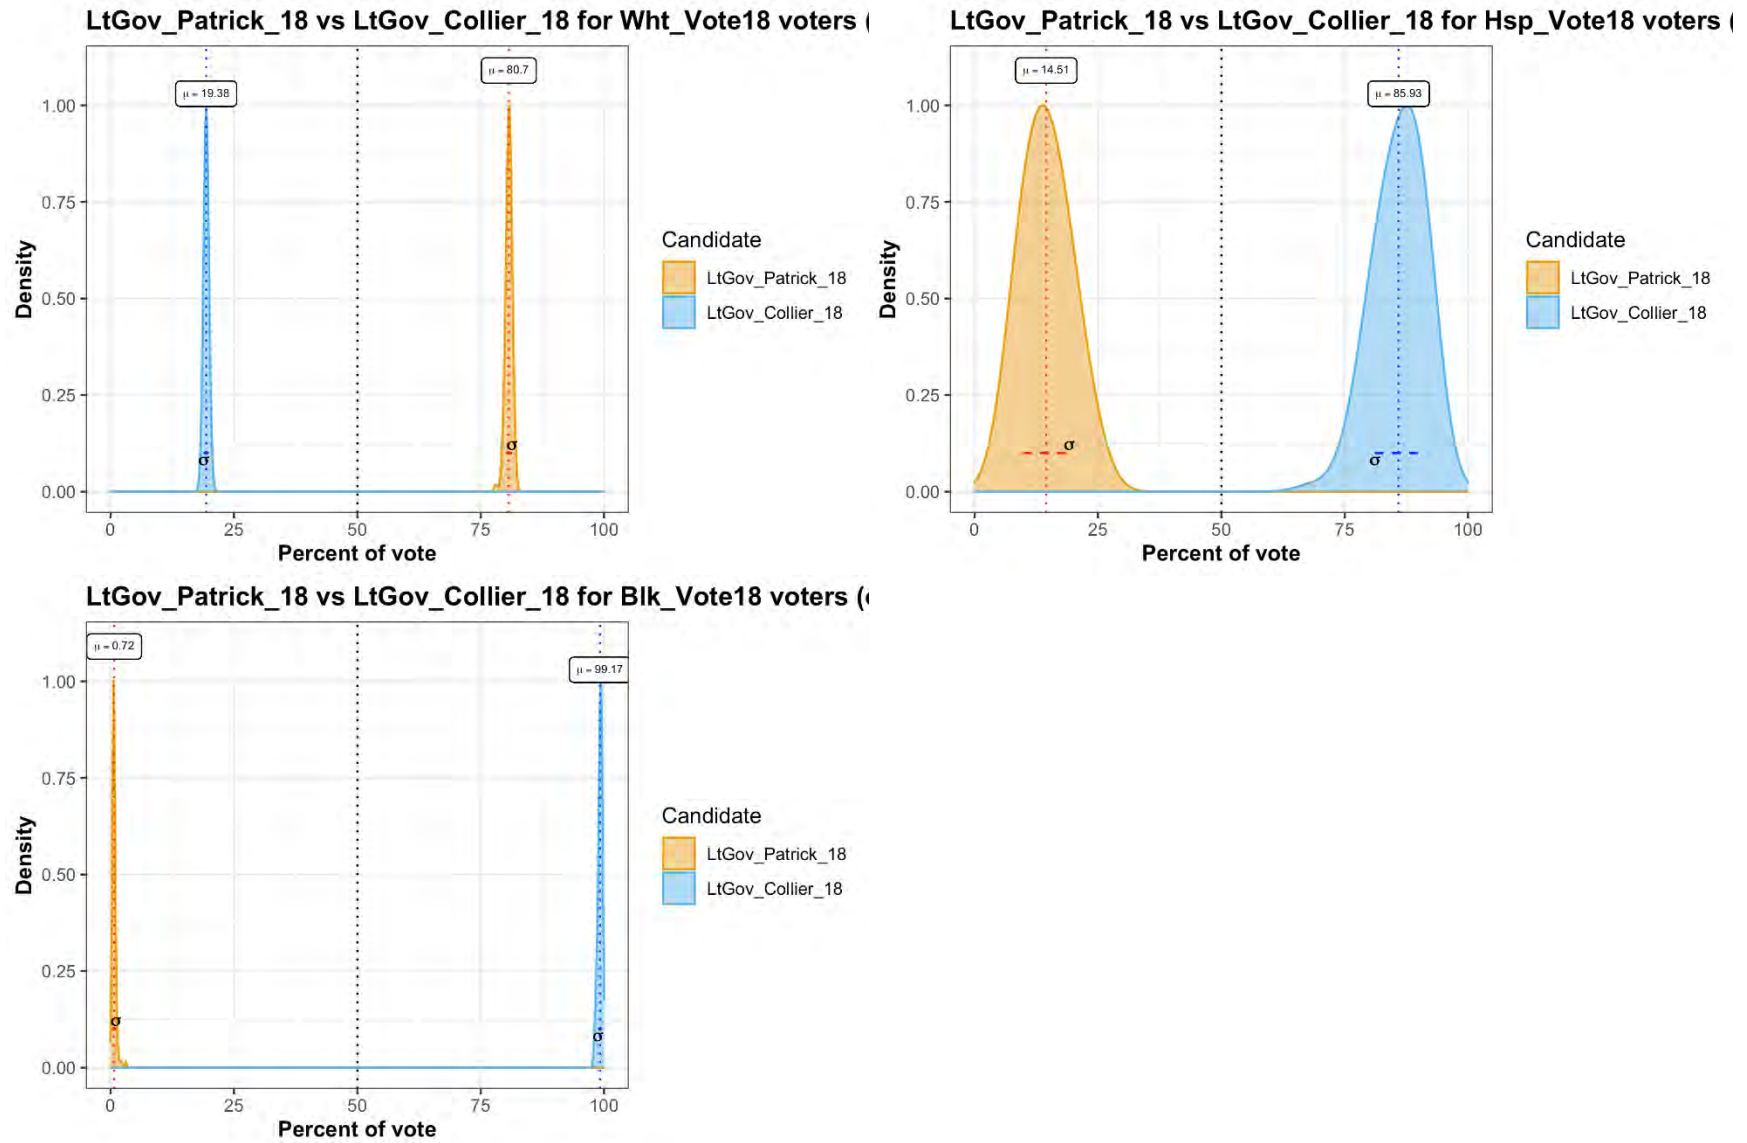 LtGov_Patrick_18 vs LtGov_Collier_18 for Wht_Vote18 voters (
μ = 80.7
μ = 19.38
1.00
0.75
0.50
0.25
0.00
Density
σ
σ
0 25 50 75 100
Percent of vote
Candidate
LtGov_Patrick_18
LtGov_Collier_18
LtGov_Patrick_18 vs LtGov_Collier_18 for Hsp_Vote18 voters (
μ = 14.51
μ = 85.93
1.00
0.75
0.50
0.25
0.00
Density
σ
σ
0 25 50 75 100
Percent of vote
Candidate
LtGov_Patrick_18
LtGov_Collier_18
LtGov_Patrick_18 vs LtGov_Collier_18 for Blk_Vote18 voters (
μ = 0.72
μ = 99.17
1.00
0.75
0.50
0.25
0.00
Density
σ
σ
0 25 50 75 100
Percent of vote
Candidate
LtGov_Patrick_18
LtGov_Collier_18